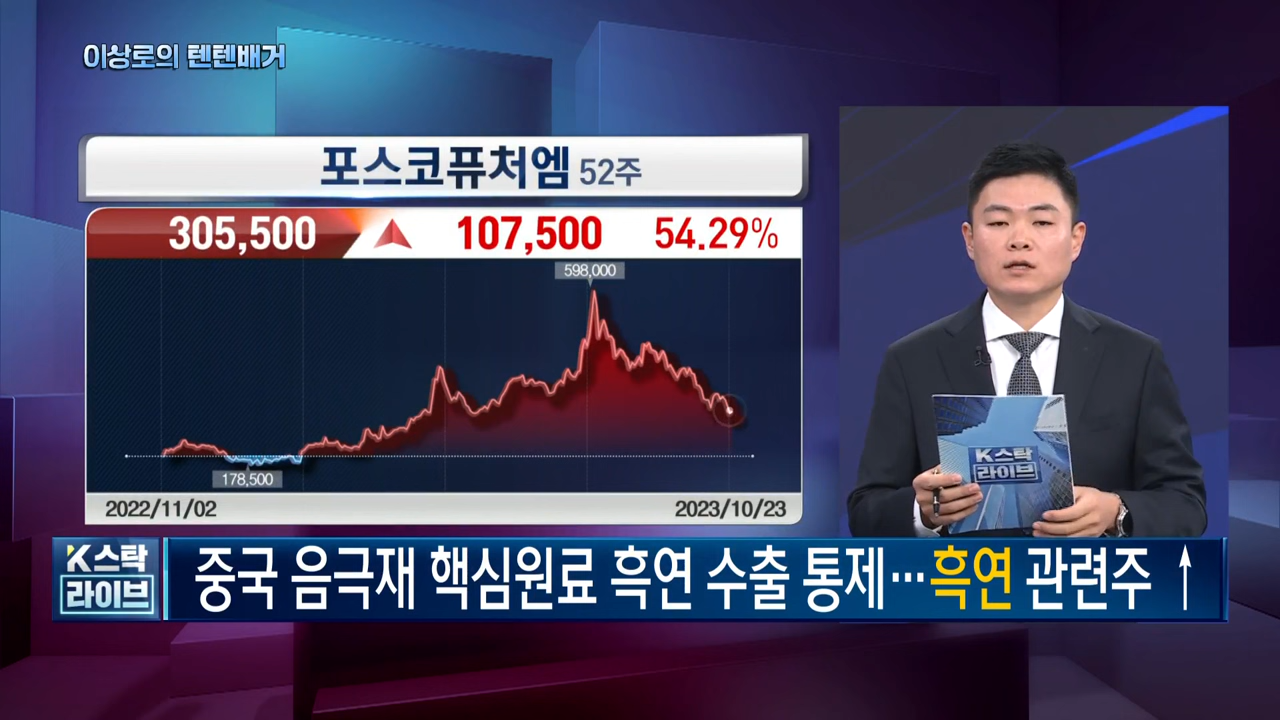 이상로의 텐텐배거
포스코퓨처엠 52주
305,500 ▲ 107,500 54.29%
598,000
178,500
2022/11/02 2023/10/23
K스탁
라이브
K스탁
라이브
중국 음극재 핵심원료 흑연 수출 통제…흑연 관련주 ↑